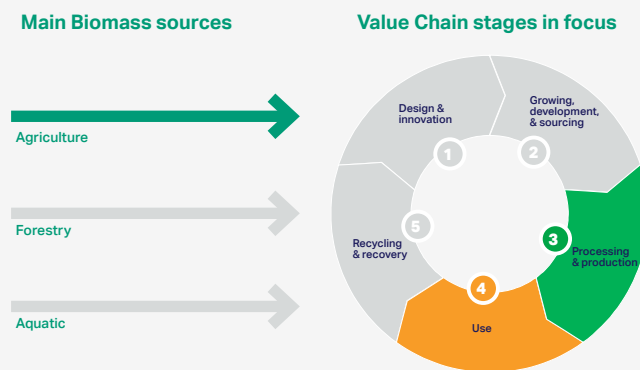 Main Biomass sources
Value Chain stages in focus
Agriculture
Forestry
Aquatic
Design &
innovation
1
Growing,
development,
& sourcing
2
3
Processing
& production
4
Use
5
Recycling
& recovery